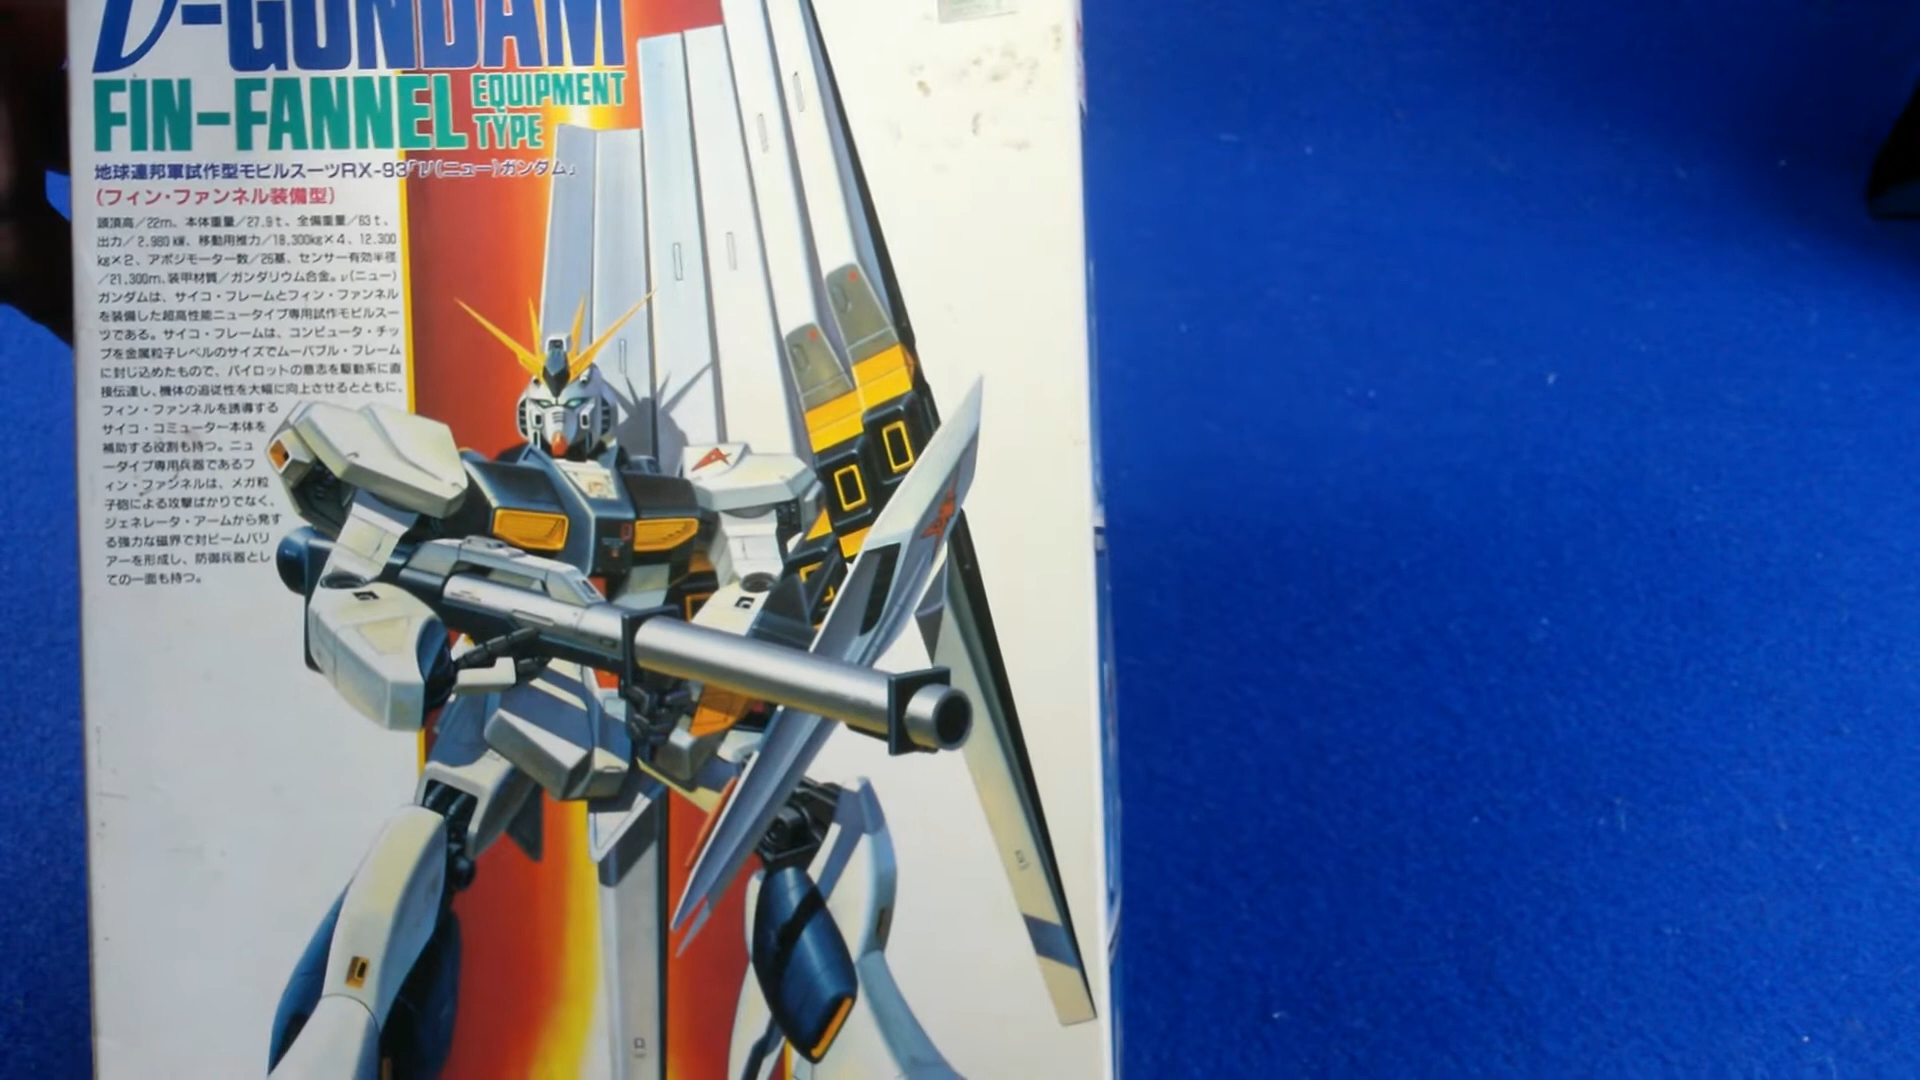 ν-GUNDAM
FIN-FANNEL EQUIPMENT TYPE
地球連邦軍試作型モビルスーツRX-93「ν(ニュー)ガンダム」
(フィン・ファンネル装備型)
頭頂高/22m、本体重量/27.9t、全備重量/63t、
出力/2.980kW、移動用推力/18,300kg×4、12.300
kg×2、アポジモーター数/26基、センサー有効半径
/21,300m、装甲材質/ガンダリウム合金。ν(ニュー)
ガンダムは、サイコ・フレームとフィン・ファンネル
を装備した超高性能ニュータイプ専用試作モビルスー
ツである。サイコ・フレームは、コンピュータ・チッ
プを金属粒子レベルのサイズでムーバブル・フレーム
に封じ込めたもので、パイロットの意志を駆動系に直
接伝達し、機体の追従性を大幅に向上させるとともに、
フィン・ファンネルを誘導する
サイコ・コミューター本体を
補助する役割も持つ。ニュ
ータイプ専用兵器であるフ
ィン・ファンネルは、メガ粒
子砲による攻撃ばかりでなく、
ジェネレータ・アームから発す
る強力な磁界で対ビームバリ
アーを形成し、防御兵器とし
ての一面も持つ。